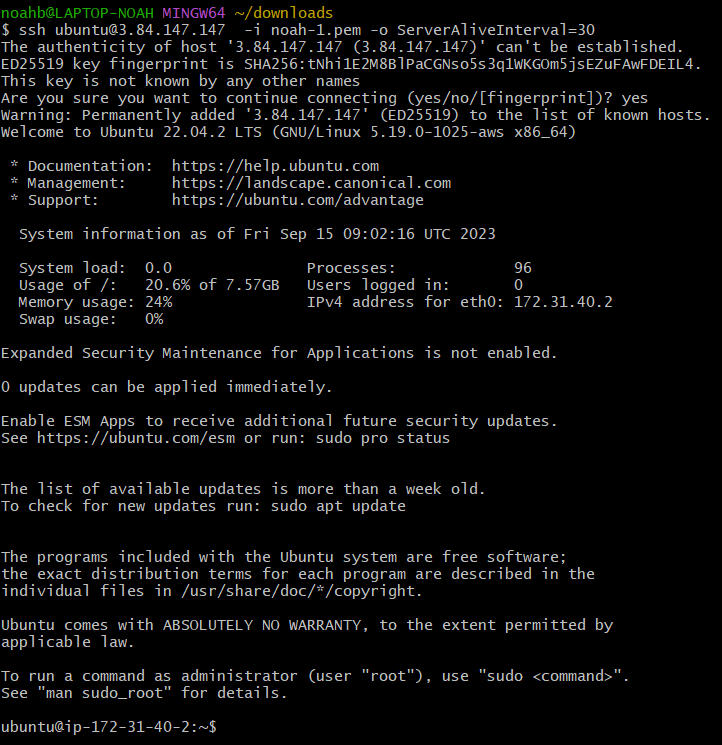 noahb@LAPTOP-NOAH MINGW64 ~/downloads
$ ssh ubuntu@3.84.147.147  -i noah-1.pem -o ServerAliveInterval=30
The authenticity of host '3.84.147.147 (3.84.147.147)' can't be established.
ED25519 key fingerprint is SHA256:tNhi1E2M8BlPaCGNso5s3q1WKGOm5jsEZuFAwFDEIL4.
This key is not known by any other names
Are you sure you want to continue connecting (yes/no/[fingerprint])? yes
Warning: Permanently added '3.84.147.147' (ED25519) to the list of known hosts.
Welcome to Ubuntu 22.04.2 LTS (GNU/Linux 5.19.0-1025-aws x86_64)

 * Documentation:  https://help.ubuntu.com
 * Management:     https://landscape.canonical.com
 * Support:        https://ubuntu.com/advantage

  System information as of Fri Sep 15 09:02:16 UTC 2023

  System load:  0.0               Processes:             96
  Usage of /:   20.6% of 7.57GB   Users logged in:       0
  Memory usage: 24%               IPv4 address for eth0: 172.31.40.2
  Swap usage:   0%

Expanded Security Maintenance for Applications is not enabled.

0 updates can be applied immediately.

Enable ESM Apps to receive additional future security updates.
See https://ubuntu.com/esm or run: sudo pro status


The list of available updates is more than a week old.
To check for new updates run: sudo apt update


The programs included with the Ubuntu system are free software;
the exact distribution terms for each program are described in the
individual files in /usr/share/doc/*/copyright.

Ubuntu comes with ABSOLUTELY NO WARRANTY, to the extent permitted by
applicable law.

To run a command as administrator (user "root"), use "sudo <command>".
See "man sudo_root" for details.

ubuntu@ip-172-31-40-2:~$